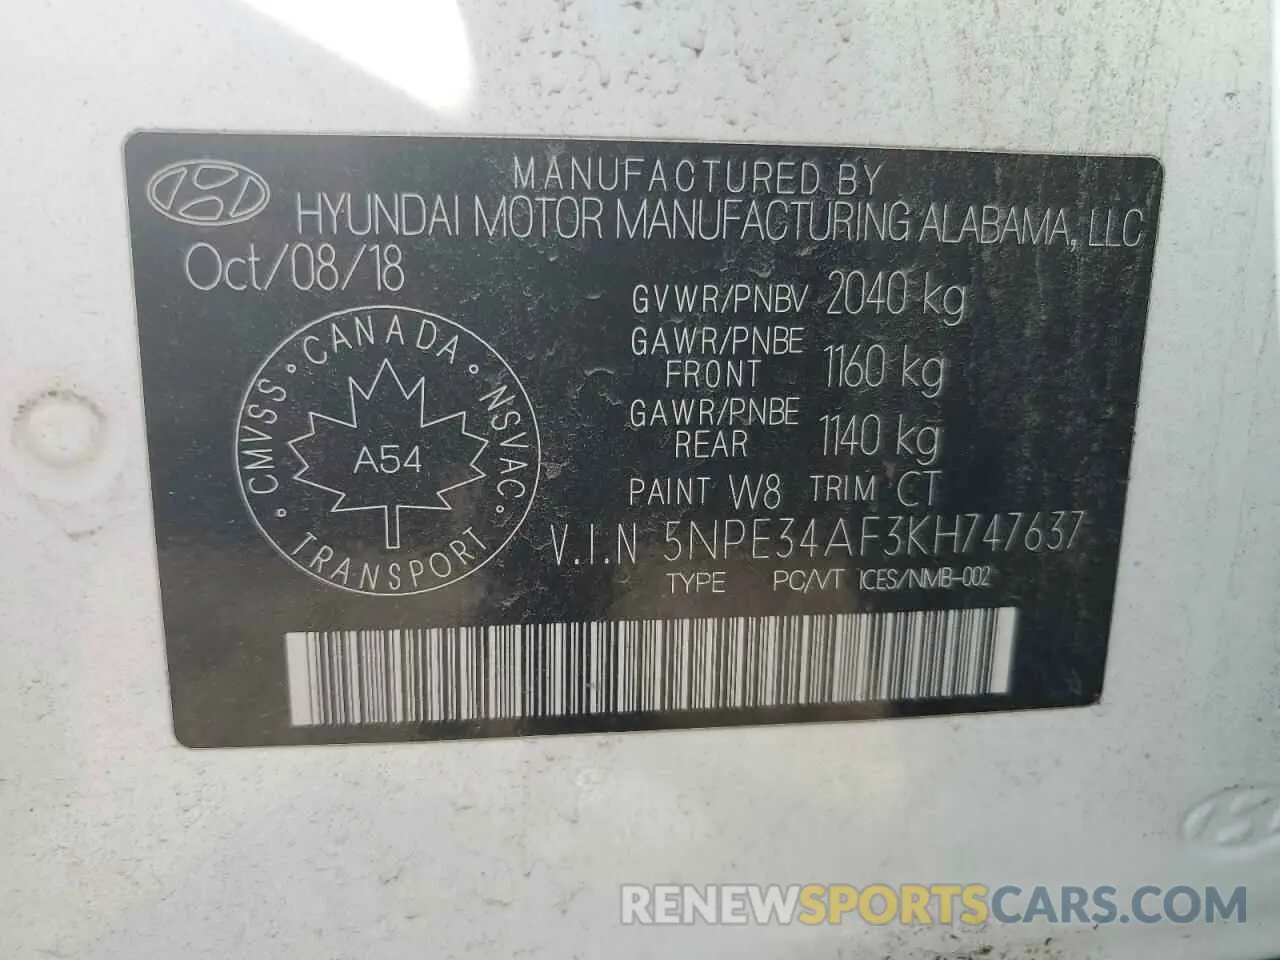 MANUFACTURED BY
HYUNDAI MOTOR MANUFACTURING ALABAMA, LLC
Oct/08/18
GVWR/PNBV 2040 kg
GAWR/PNBE FRONT 1160 kg
GAWR/PNBE REAR 1140 kg
PAINT W8 TRIM CT
V.I.N 5NPE34AF3KH747637
TYPE PC/VT ICES/NMB-002
CMVSS · CANADA · NSVAC · TRANSPORT ·
A54
RENEWSPORTSCARS.COM